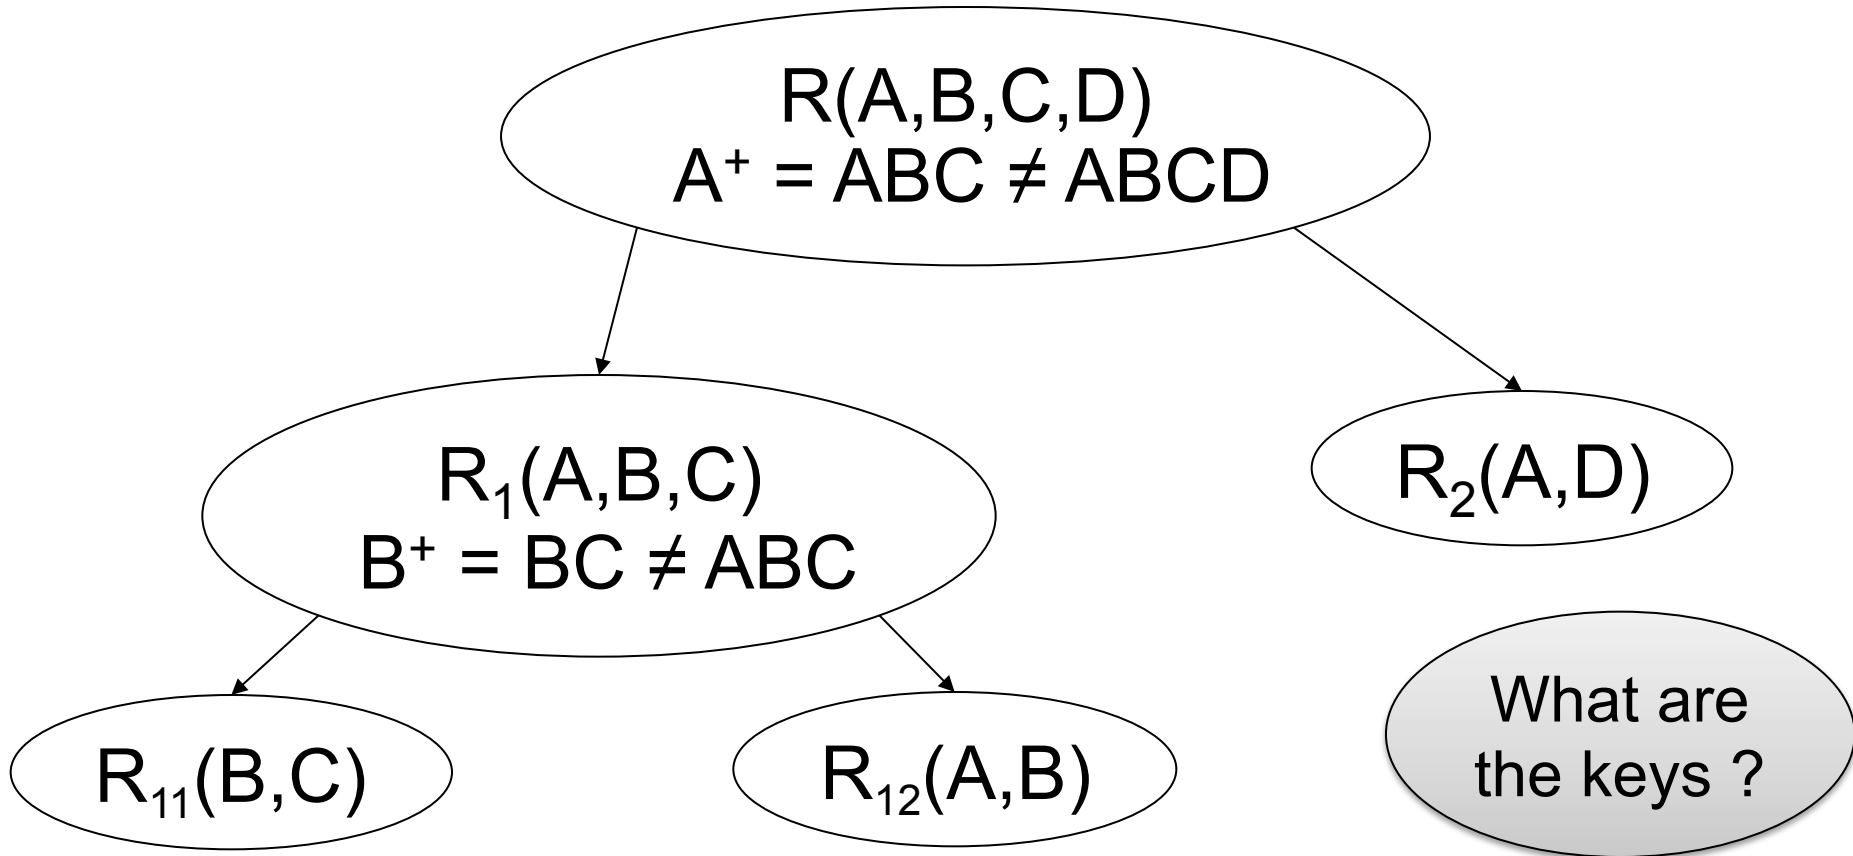 R(A,B,C,D)
A⁺ = ABC ≠ ABCD
R₁(A,B,C)
B⁺ = BC ≠ ABC
R₂(A,D)
R₁₁(B,C)
R₁₂(A,B)
What are
the keys ?